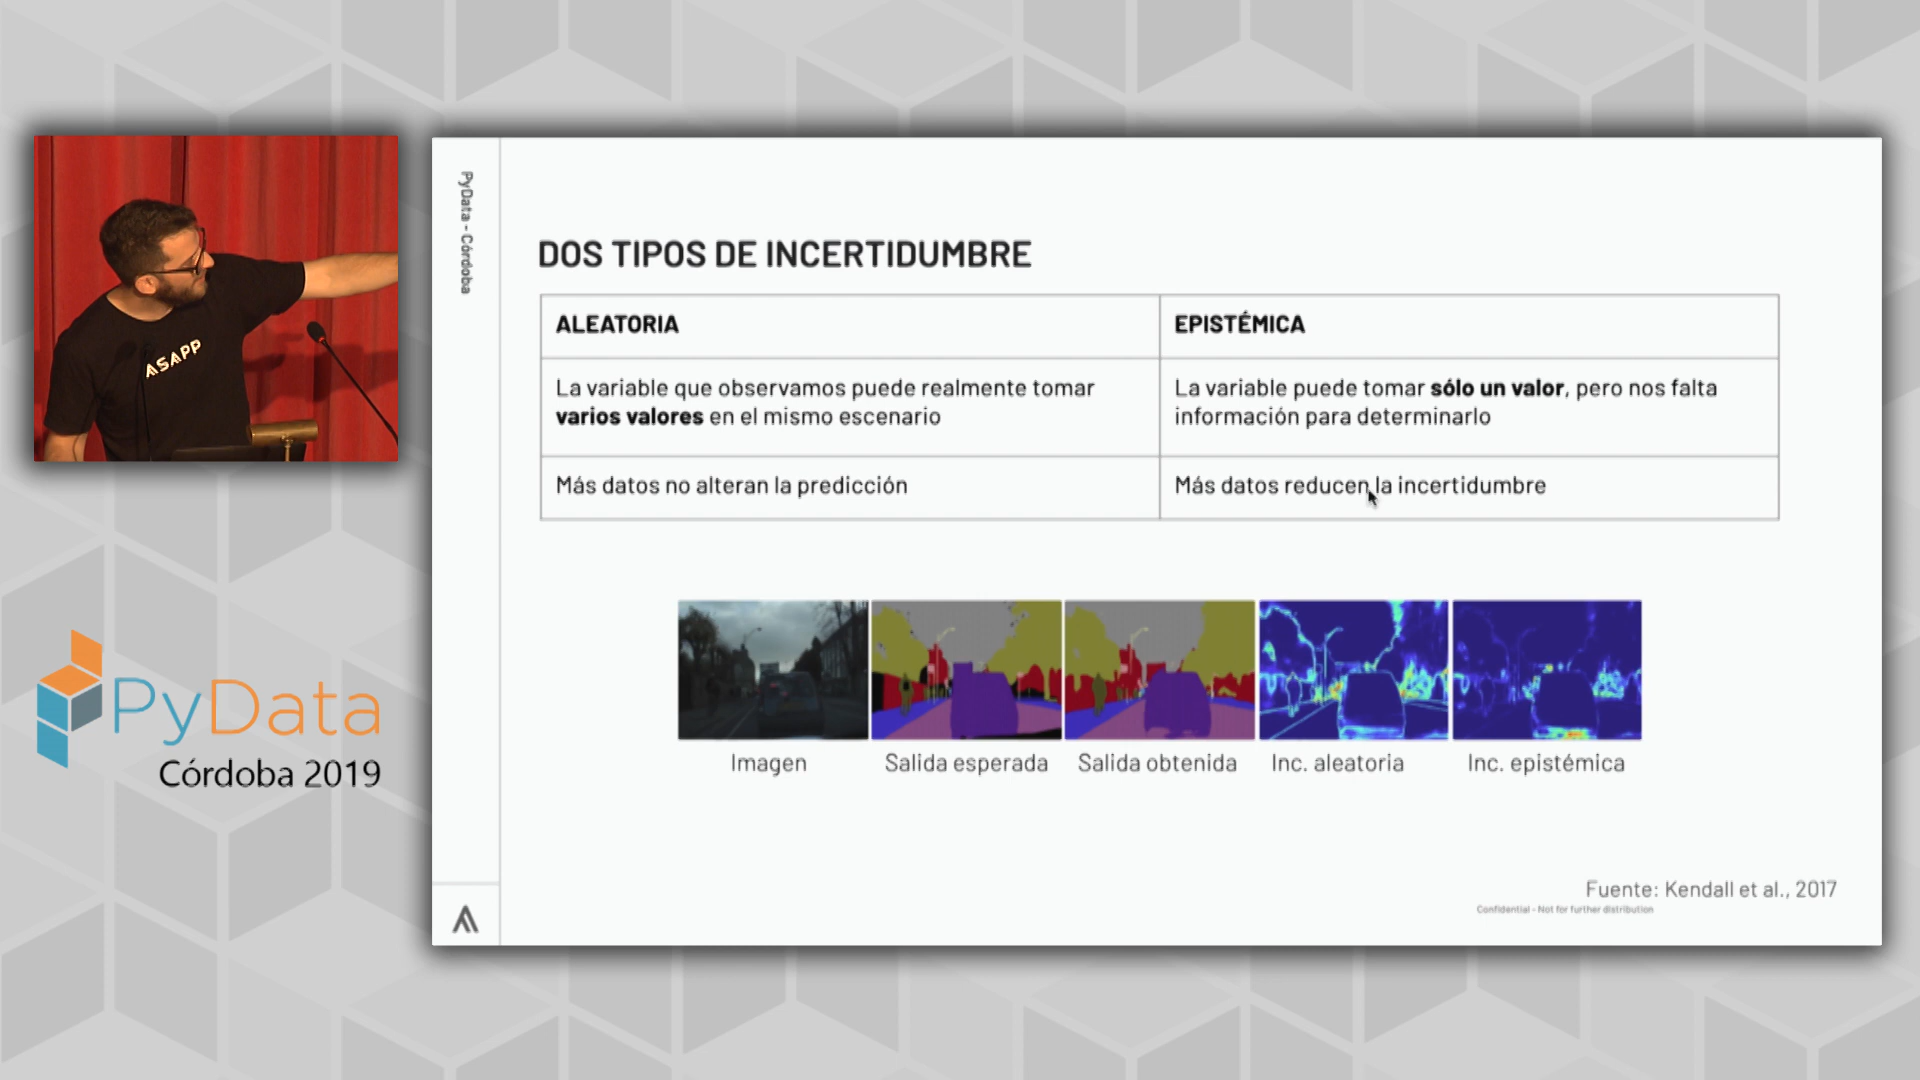 ASAPP
PyData
Córdoba 2019
PyData - Córdoba
DOS TIPOS DE INCERTIDUMBRE
ALEATORIA
EPISTÉMICA
La variable que observamos puede realmente tomar
varios valores en el mismo escenario
La variable puede tomar sólo un valor, pero nos falta
información para determinarlo
Más datos no alteran la predicción
Más datos reducen la incertidumbre
Imagen
Salida esperada
Salida obtenida
Inc. aleatoria
Inc. epistémica
Fuente: Kendall et al., 2017
Confidential - Not for further distribution